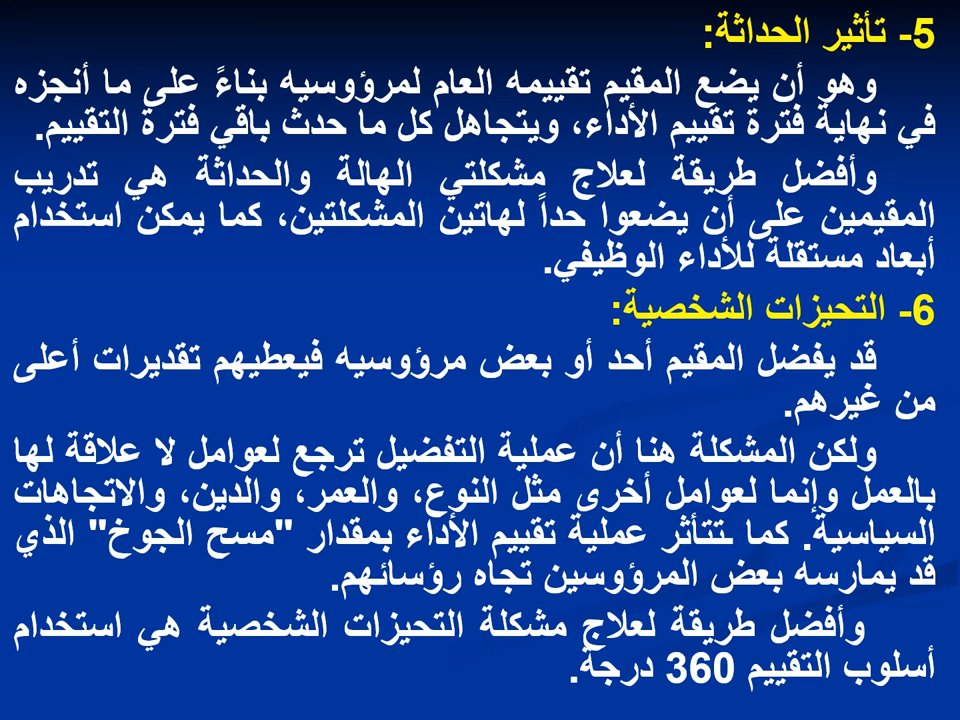 5- تأثير الحداثة:
وهو أن يضع المقيم تقييمه العام لمرؤوسيه بناءً على ما أنجزه
في نهاية فترة تقييم الأداء، ويتجاهل كل ما حدث باقي فترة التقييم.
وأفضل طريقة لعلاج مشكلتي الهالة والحداثة هي تدريب
المقيمين على أن يضعوا حداً لهاتين المشكلتين، كما يمكن استخدام
أبعاد مستقلة للأداء الوظيفي.
6- التحيزات الشخصية:
قد يفضل المقيم أحد أو بعض مرؤوسيه فيعطيهم تقديرات أعلى
من غيرهم.
ولكن المشكلة هنا أن عملية التفضيل ترجع لعوامل لا علاقة لها
بالعمل وإنما لعوامل أخرى مثل النوع، والعمر، والدين، والاتجاهات
السياسية. كما تتأثر عملية تقييم الأداء بمقدار "مسح الجوخ" الذي
قد يمارسه بعض المرؤوسين تجاه رؤسائهم.
وأفضل طريقة لعلاج مشكلة التحيزات الشخصية هي استخدام
أسلوب التقييم 360 درجة.